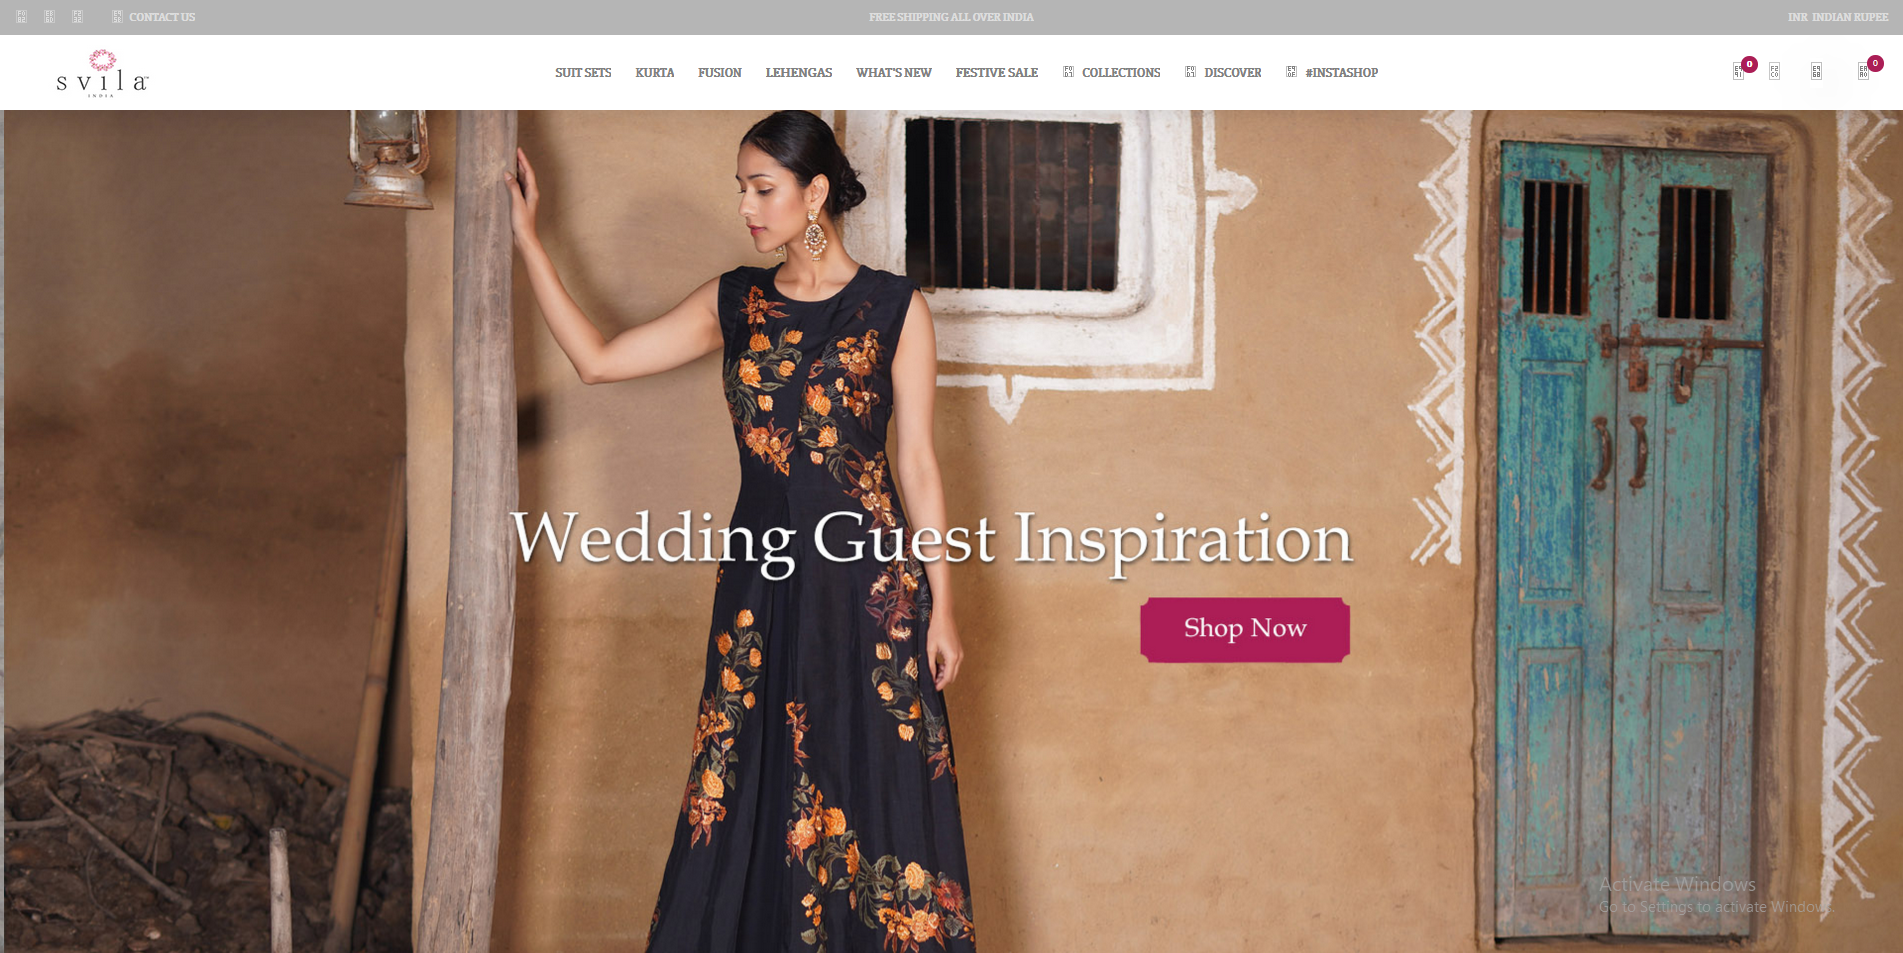 CONTACT US
FREE SHIPPING ALL OVER INDIA
INR INDIAN RUPEE
svila
INDIA
SUIT SETS
KURTA
FUSION
LEHENGAS
WHAT'S NEW
FESTIVE SALE
COLLECTIONS
DISCOVER
#INSTASHOP
0
0
Wedding Guest Inspiration
Shop Now
Activate Windows
Go to Settings to activate Windows.